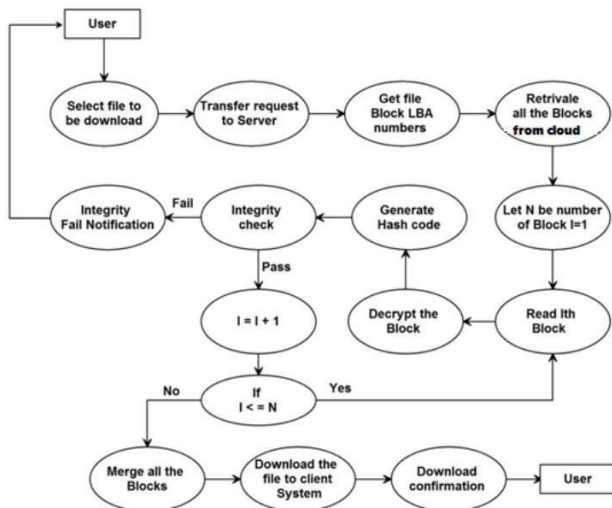 User
Select file to
be download
Transfer request
to Server
Get file
Block LBA
numbers
Retrivale
all the Blocks
from cloud
Integrity
Fail Notification
Fail
Integrity
check
Generate
Hash code
Let N be number
of Block I=1
Pass
I = I + 1
Decrypt the
Block
Read Ith
Block
No
If
I < = N
Yes
Merge all the
Blocks
Download the
file to client
System
Download
confirmation
User